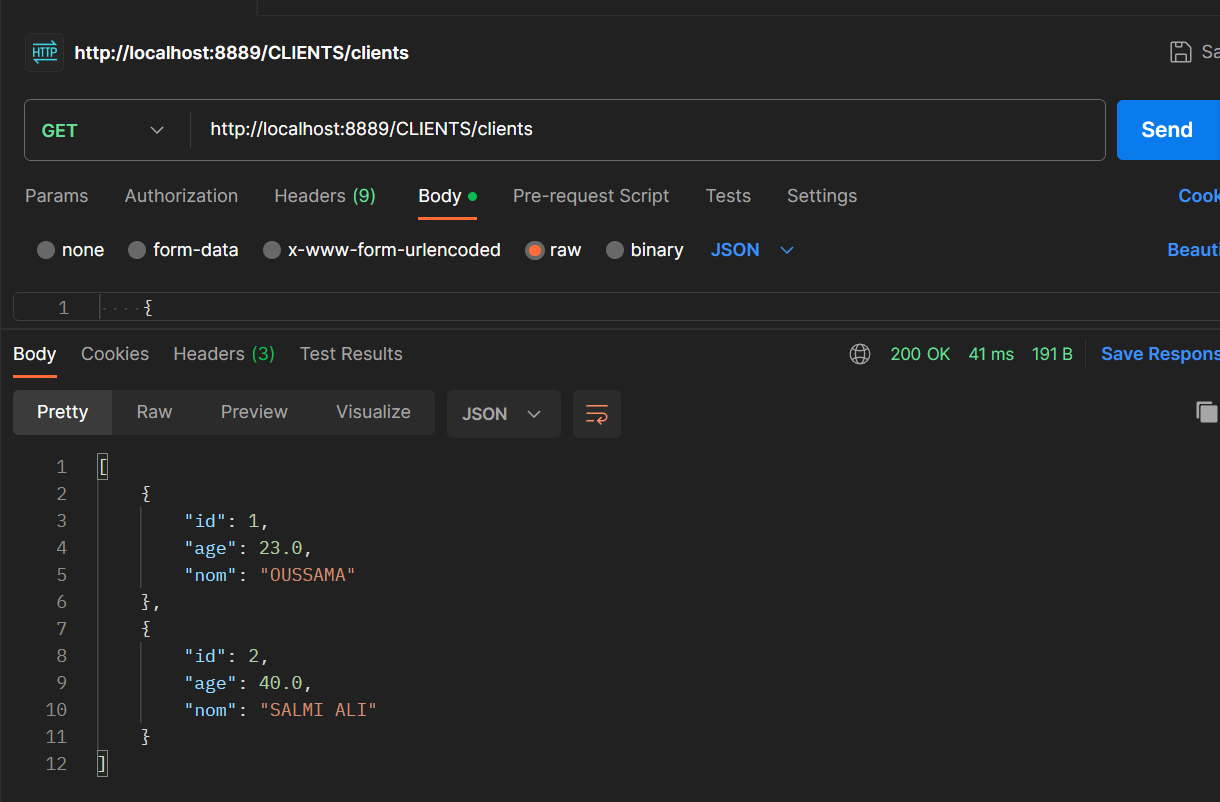 HTTP http://localhost:8889/CLIENTS/clients Sa
GET http://localhost:8889/CLIENTS/clients Send
Params Authorization Headers (9) Body Pre-request Script Tests Settings Cook
none form-data x-www-form-urlencoded raw binary JSON Beauti
1 {
Body Cookies Headers (3) Test Results 200 OK 41 ms 191 B Save Respons
Pretty Raw Preview Visualize JSON
1 [
2 {
3 "id": 1,
4 "age": 23.0,
5 "nom": "OUSSAMA"
6 },
7 {
8 "id": 2,
9 "age": 40.0,
10 "nom": "SALMI ALI"
11 }
12 ]